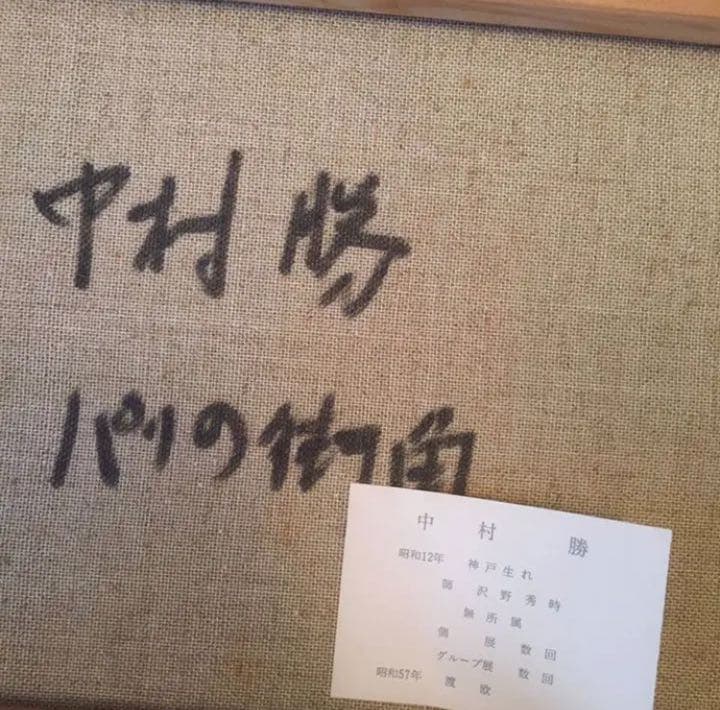 中村勝
パリの街角
中村 勝
昭和12年 神戸生れ
師 沢野秀時
無所属
個展 数回
グループ展 数回
昭和57年 渡欧